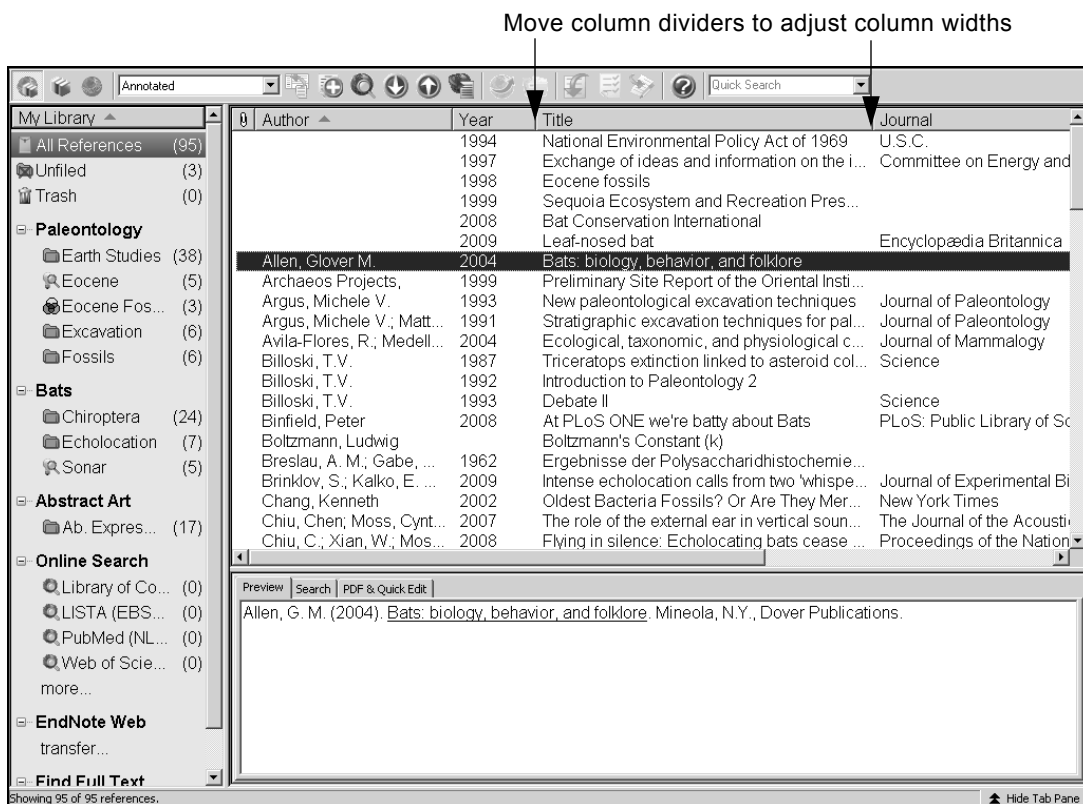 Move column dividers to adjust column widths
Annotated
Quick Search
My Library
All References (95)
Unfiled (3)
Trash (0)
Paleontology
Earth Studies (38)
Eocene (5)
Eocene Fos... (3)
Excavation (6)
Fossils (6)
Bats
Chiroptera (24)
Echolocation (7)
Sonar (5)
Abstract Art
Ab. Expres... (17)
Online Search
Library of Co... (0)
LISTA (EBS... (0)
PubMed (NL... (0)
Web of Scie... (0)
more...
EndNote Web
transfer...
Find Full Text
Author Year Title Journal
1994 National Environmental Policy Act of 1969 U.S.C.
1997 Exchange of ideas and information on the i... Committee on Energy and
1998 Eocene fossils
1999 Sequoia Ecosystem and Recreation Pres...
2008 Bat Conservation International
2009 Leaf-nosed bat Encyclopædia Britannica
Allen, Glover M. 2004 Bats: biology, behavior, and folklore
Archaeos Projects, 1999 Preliminary Site Report of the Oriental Insti...
Argus, Michele V. 1993 New paleontological excavation techniques Journal of Paleontology
Argus, Michele V.; Matt... 1991 Stratigraphic excavation techniques for pal... Journal of Paleontology
Avila-Flores, R.; Medell... 2004 Ecological, taxonomic, and physiological c... Journal of Mammalogy
Billoski, T.V. 1987 Triceratops extinction linked to asteroid col... Science
Billoski, T.V. 1992 Introduction to Paleontology 2
Billoski, T.V. 1993 Debate II Science
Binfield, Peter 2008 At PLoS ONE we're batty about Bats PLoS: Public Library of Sc
Boltzmann, Ludwig Boltzmann's Constant (k)
Breslau, A. M.; Gabe, ... 1962 Ergebnisse der Polysaccharidhistochemie...
Brinklov, S.; Kalko, E. ... 2009 Intense echolocation calls from two 'whispe... Journal of Experimental Bi
Chang, Kenneth 2002 Oldest Bacteria Fossils? Or Are They Mer... New York Times
Chiu, Chen; Moss, Cynt... 2007 The role of the external ear in vertical soun... The Journal of the Acousti
Chiu, C.; Xian, W.; Mos... 2008 Flying in silence: Echolocating bats cease ... Proceedings of the Nation
Preview Search PDF & Quick Edit
Allen, G. M. (2004). Bats: biology, behavior, and folklore. Mineola, N.Y., Dover Publications.
Showing 95 of 95 references.
Hide Tab Pane